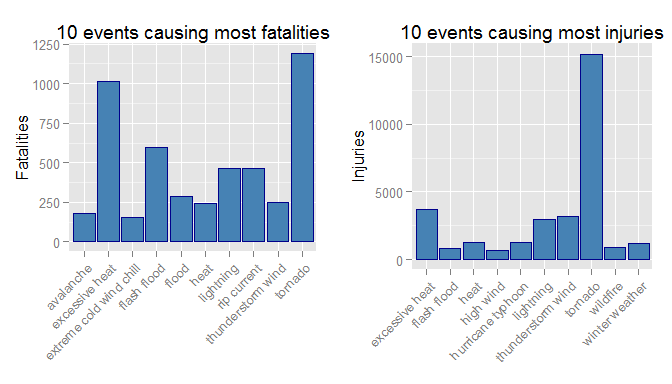 10 events causing most fatalities
Fatalities
1250
1000
750
500
250
0
avalanche
excessive heat
extreme cold wind chill
flash flood
flood
heat
lightning
rip current
thunderstorm wind
tornado
10 events causing most injuries
Injuries
15000
10000
5000
0
excessive heat
flash flood
heat
high wind
hurricane typhoon
lightning
thunderstorm wind
tornado
wildfire
winter weather